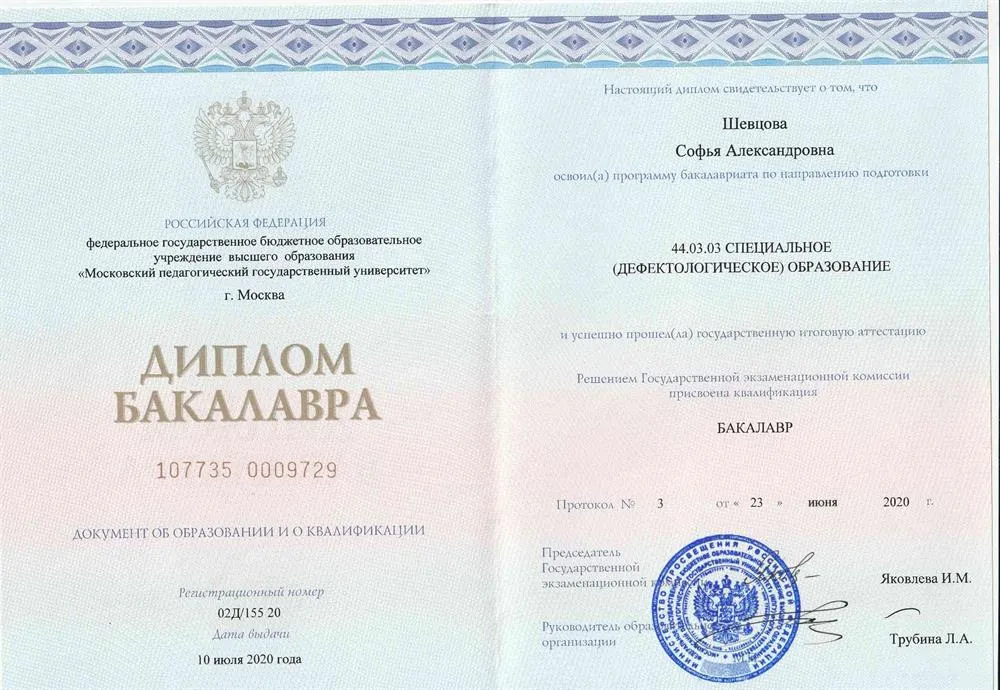 РОССИЙСКАЯ ФЕДЕРАЦИЯ
федеральное государственное бюджетное образовательное
учреждение высшего образования
«Московский педагогический государственный университет»
г. Москва
ДИПЛОМ
БАКАЛАВРА
107735 0009729
ДОКУМЕНТ ОБ ОБРАЗОВАНИИ И О КВАЛИФИКАЦИИ
Регистрационный номер
02Д/155 20
Дата выдачи
10 июля 2020 года
Настоящий диплом свидетельствует о том, что
Шевцова
Софья Александровна
освоил(а) программу бакалавриата по направлению подготовки
44.03.03 СПЕЦИАЛЬНОЕ
(ДЕФЕКТОЛОГИЧЕСКОЕ) ОБРАЗОВАНИЕ
и успешно прошел(ла) государственную итоговую аттестацию
Решением Государственной экзаменационной комиссии
присвоена квалификация
БАКАЛАВР
Протокол № 3 от « 23 » июня 2020 г.
Председатель
Государственной
экзаменационной
Яковлева И.М.
Руководитель
организации
Трубина Л.А.
МИНИСТЕРСТВО ПРОСВЕЩЕНИЯ РОССИЙСКОЙ ФЕДЕРАЦИИ